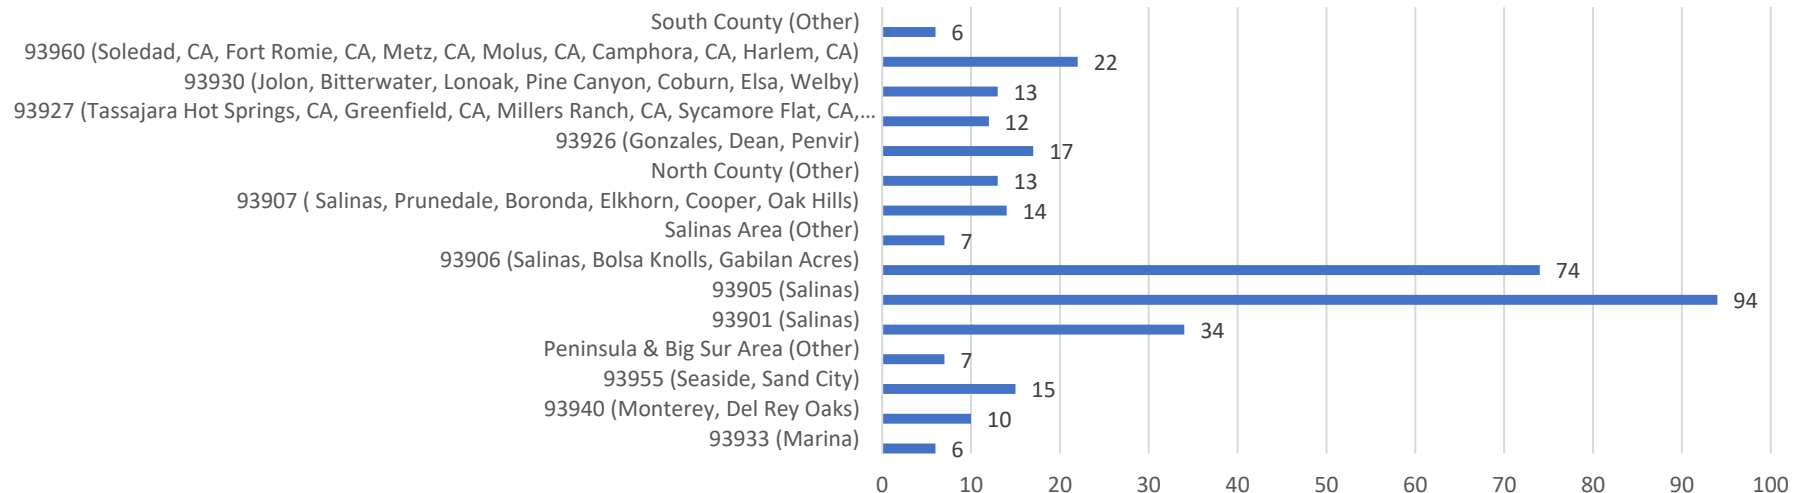 South County (Other) 6
93960 (Soledad, CA, Fort Romie, CA, Metz, CA, Molus, CA, Camphora, CA, Harlem, CA) 22
93930 (Jolon, Bitterwater, Lonoak, Pine Canyon, Coburn, Elsa, Welby) 13
93927 (Tassajara Hot Springs, CA, Greenfield, CA, Millers Ranch, CA, Sycamore Flat, CA,... 12
93926 (Gonzales, Dean, Penvir) 17
North County (Other) 13
93907 ( Salinas, Prunedale, Boronda, Elkhorn, Cooper, Oak Hills) 14
Salinas Area (Other) 7
93906 (Salinas, Bolsa Knolls, Gabilan Acres) 74
93905 (Salinas) 94
93901 (Salinas) 34
Peninsula & Big Sur Area (Other) 7
93955 (Seaside, Sand City) 15
93940 (Monterey, Del Rey Oaks) 10
93933 (Marina) 6
0 10 20 30 40 50 60 70 80 90 100